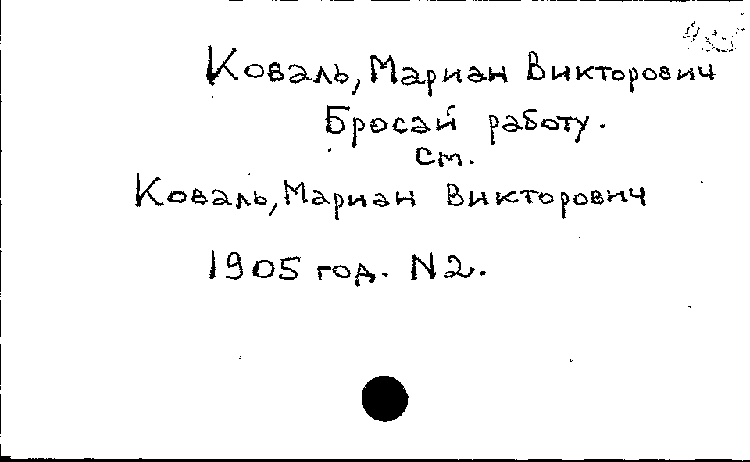 Коваль, Мариан Викторович
Бросай работу.
см.
Коваль, Мариан Викторович
1905 год. N2.